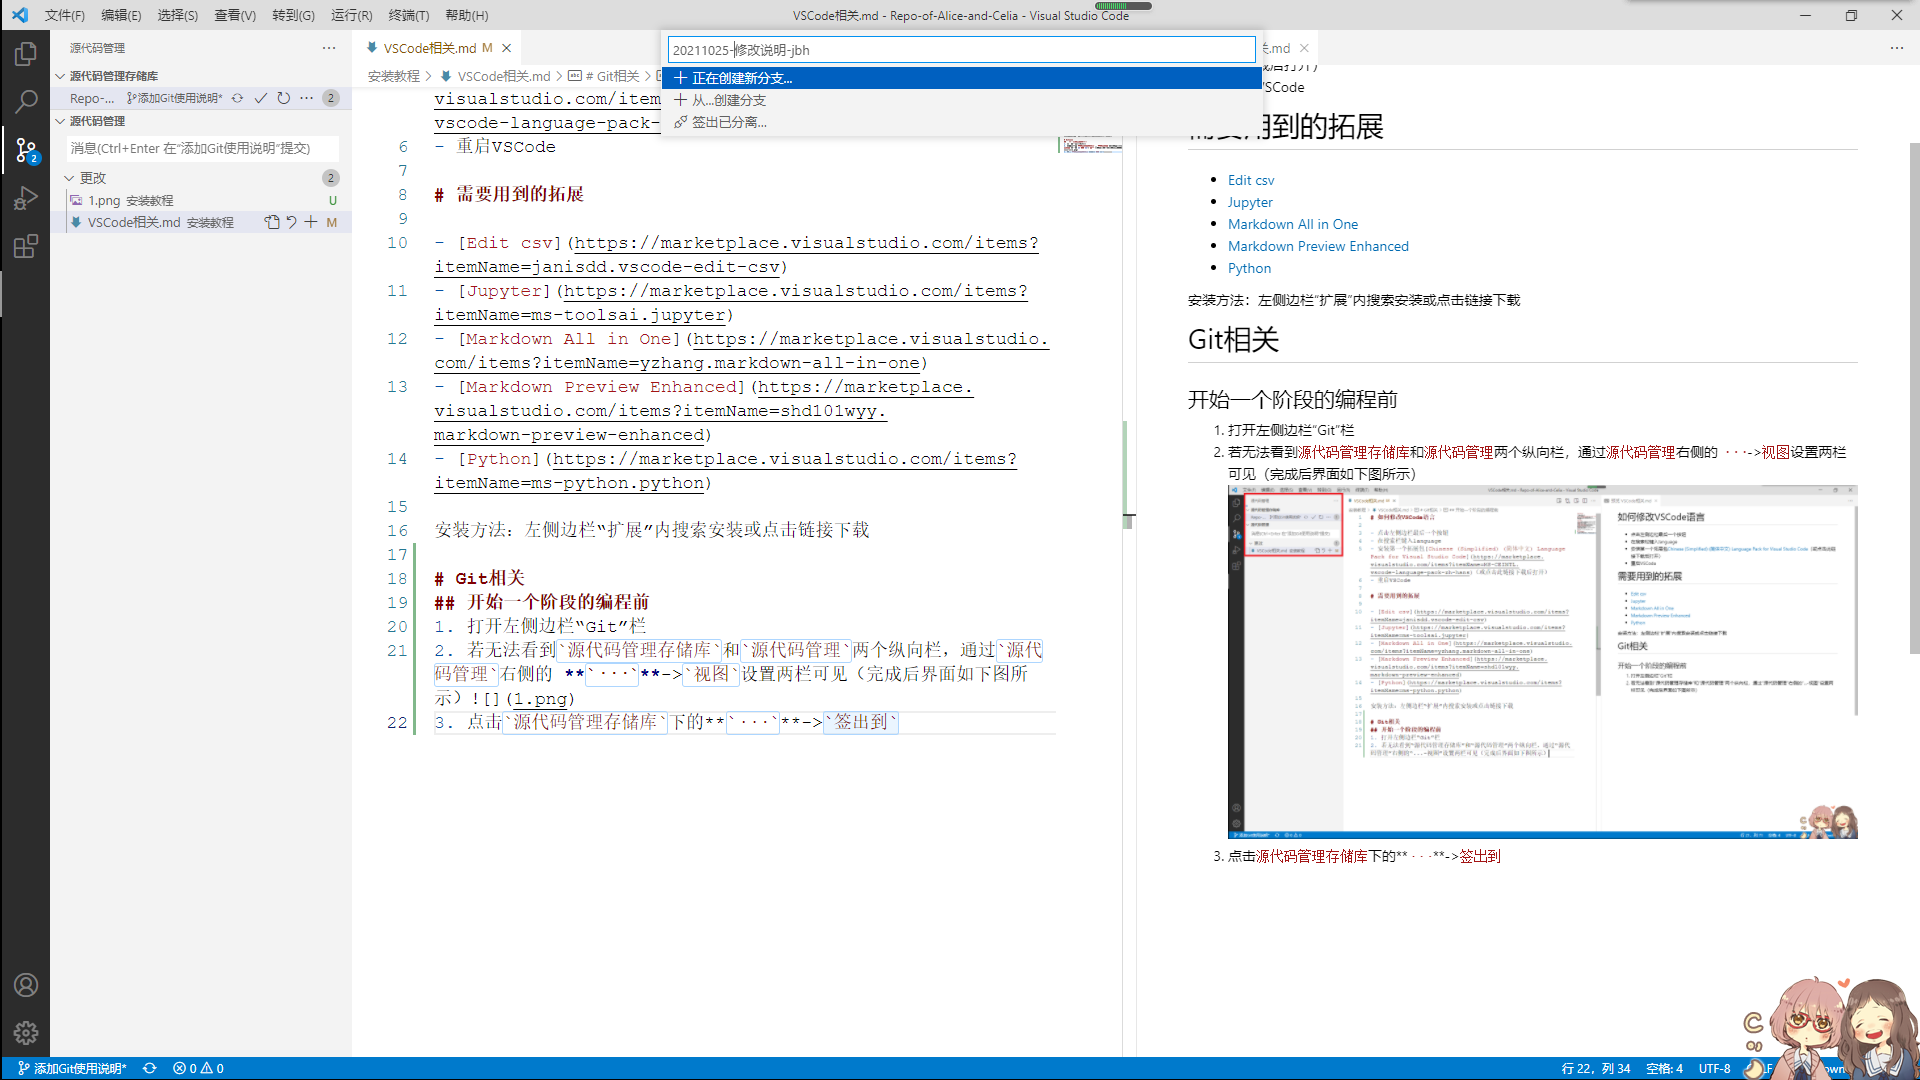 文件(F) 编辑(E) 选择(S) 查看(V) 转到(G) 运行(R) 终端(T) 帮助(H)
VSCode相关.md - Repo-of-Alice-and-Celia - Visual Studio Code
源代码管理
源代码管理存储库
Repo-... 添加Git使用说明* 2
源代码管理
消息(Ctrl+Enter 在“添加Git使用说明”提交)
更改 2
1.png 安装教程 U
VSCode相关.md 安装教程 M
2
VSCode相关.md M
安装教程 > VSCode相关.md > # Git相关 >
20211025-修改说明-jbh
正在创建新分支...
从...创建分支
签出已分离...
visualstudio.com/item
vscode-language-pack-
6 - 重启VSCode
7
8 # 需要用到的拓展
9
10 - [Edit csv](https://marketplace.visualstudio.com/items?
itemName=janisdd.vscode-edit-csv)
11 - [Jupyter](https://marketplace.visualstudio.com/items?
itemName=ms-toolsai.jupyter)
12 - [Markdown All in One](https://marketplace.visualstudio.
com/items?itemName=yzhang.markdown-all-in-one)
13 - [Markdown Preview Enhanced](https://marketplace.
visualstudio.com/items?itemName=shd101wyy.
markdown-preview-enhanced)
14 - [Python](https://marketplace.visualstudio.com/items?
itemName=ms-python.python)
15
16 安装方法：左侧边栏“扩展”内搜索安装或点击链接下载
17
18 # Git相关
19 ## 开始一个阶段的编程前
20 1. 打开左侧边栏“Git”栏
21 2. 若无法看到`源代码管理存储库`和`源代码管理`两个纵向栏，通过`源代
码管理`右侧的 **`···`**->`视图`设置两栏可见（完成后界面如下图所
示）![](1.png)
22 3. 点击`源代码管理存储库`下的**`···`**->`签出到`
.md
VSCode
需要用到的拓展
Edit csv
Jupyter
Markdown All in One
Markdown Preview Enhanced
Python
安装方法：左侧边栏“扩展”内搜索安装或点击链接下载
Git相关
开始一个阶段的编程前
1. 打开左侧边栏“Git”栏
2. 若无法看到源代码管理存储库和源代码管理两个纵向栏，通过源代码管理右侧的 ···->视图设置两栏
可见（完成后界面如下图所示）
如何修改VSCode语言
需要用到的拓展
Git相关
开始一个阶段的编程前
3. 点击源代码管理存储库下的** ···**->签出到
添加Git使用说明* 0 0
行 22，列 34 空格: 4 UTF-8